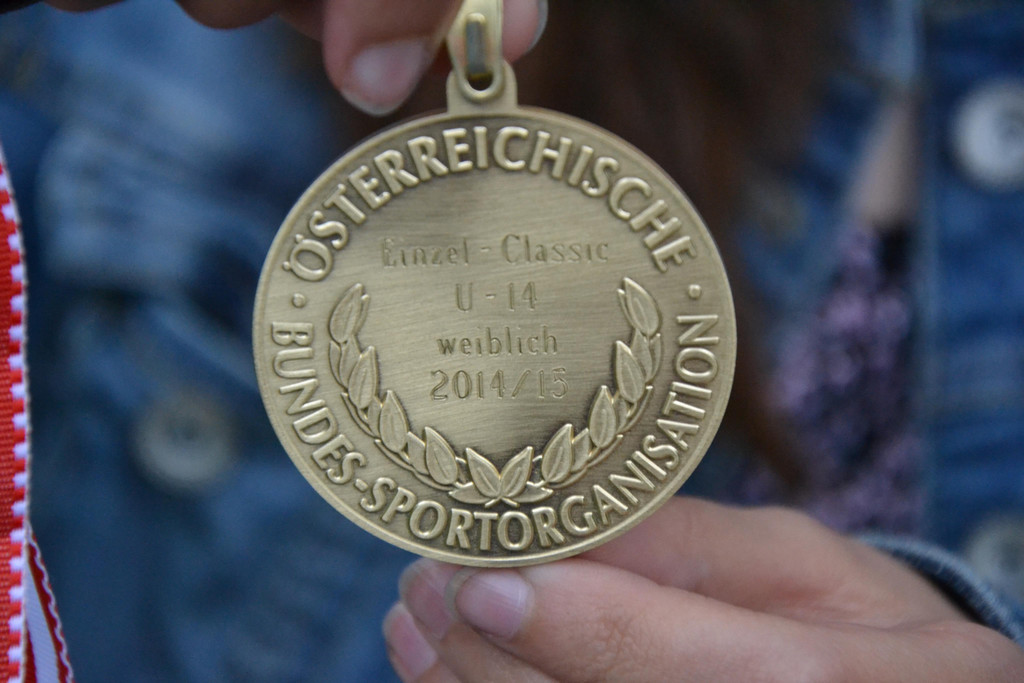 ÖSTERREICHISCHE
Einzel - Classic
U - 14
weiblich
2014/15
BUNDES-SPORTORGANISATION